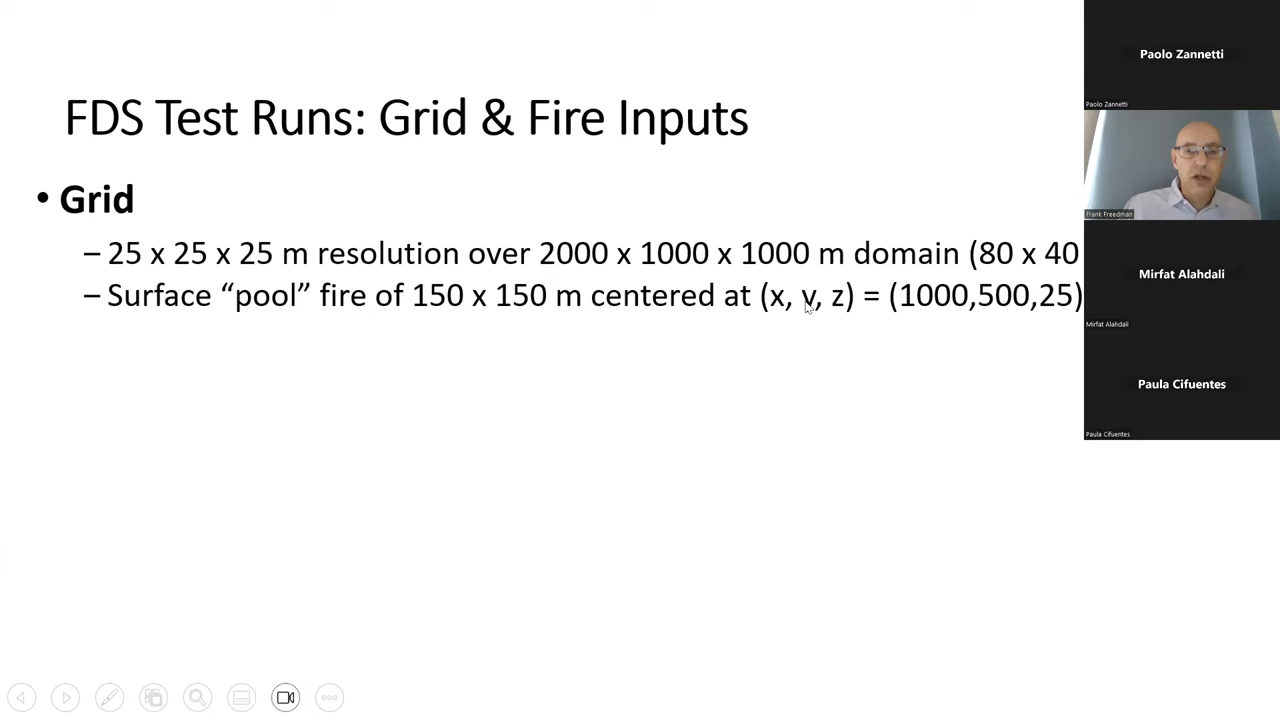 FDS Test Runs: Grid & Fire Inputs
• Grid
– 25 x 25 x 25 m resolution over 2000 x 1000 x 1000 m domain (80 x 40
– Surface “pool” fire of 150 x 150 m centered at (x, y, z) = (1000,500,25)
Paolo Zannetti
Paolo Zannetti
Frank Freedman
Mirfat Alahdali
Mirfat Alahdali
Paula Cifuentes
Paula Cifuentes